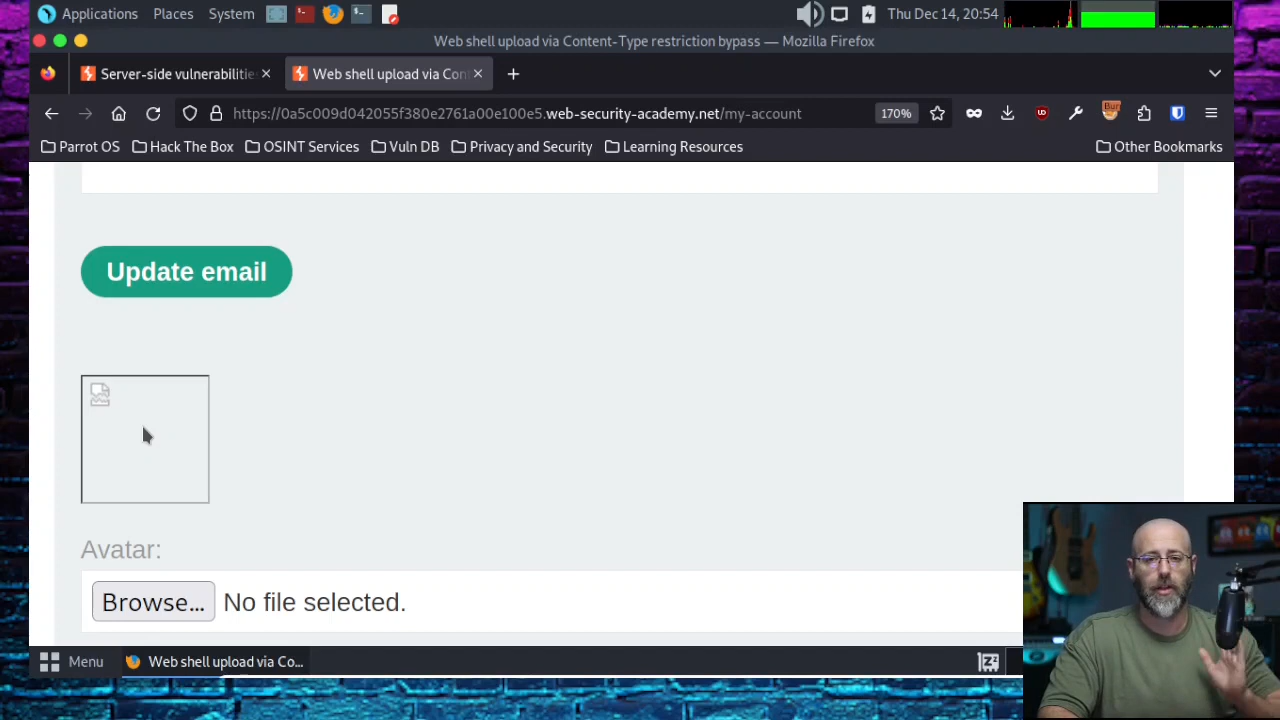 Applications Places System Thu Dec 14, 20:54
Web shell upload via Content-Type restriction bypass — Mozilla Firefox
Server-side vulnerabilities Web shell upload via Con
https://0a5c009d042055f380e2761a00e100e5.web-security-academy.net/my-account 170%
Parrot OS Hack The Box OSINT Services Vuln DB Privacy and Security Learning Resources Other Bookmarks
Update email
Avatar:
Browse... No file selected.
Menu Web shell upload via Co...